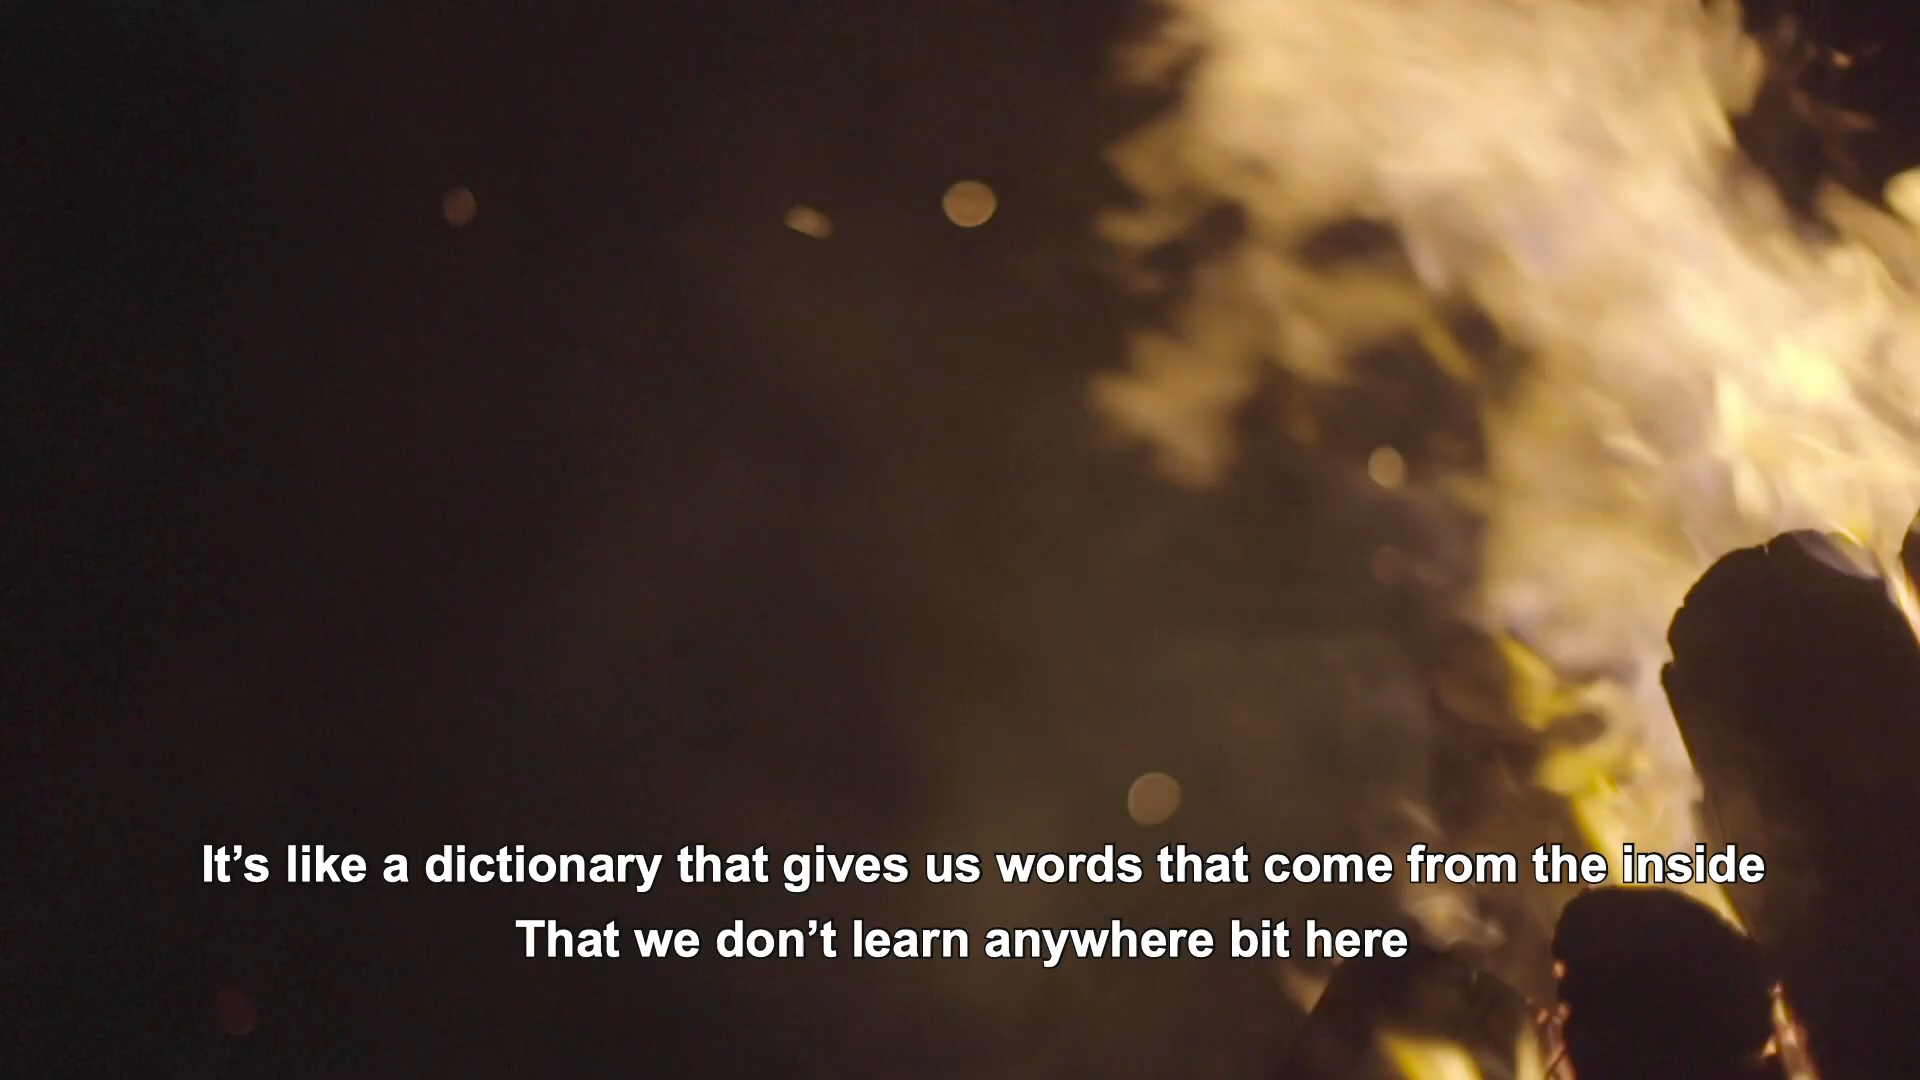 It’s like a dictionary that gives us words that come from the inside
That we don’t learn anywhere bit here